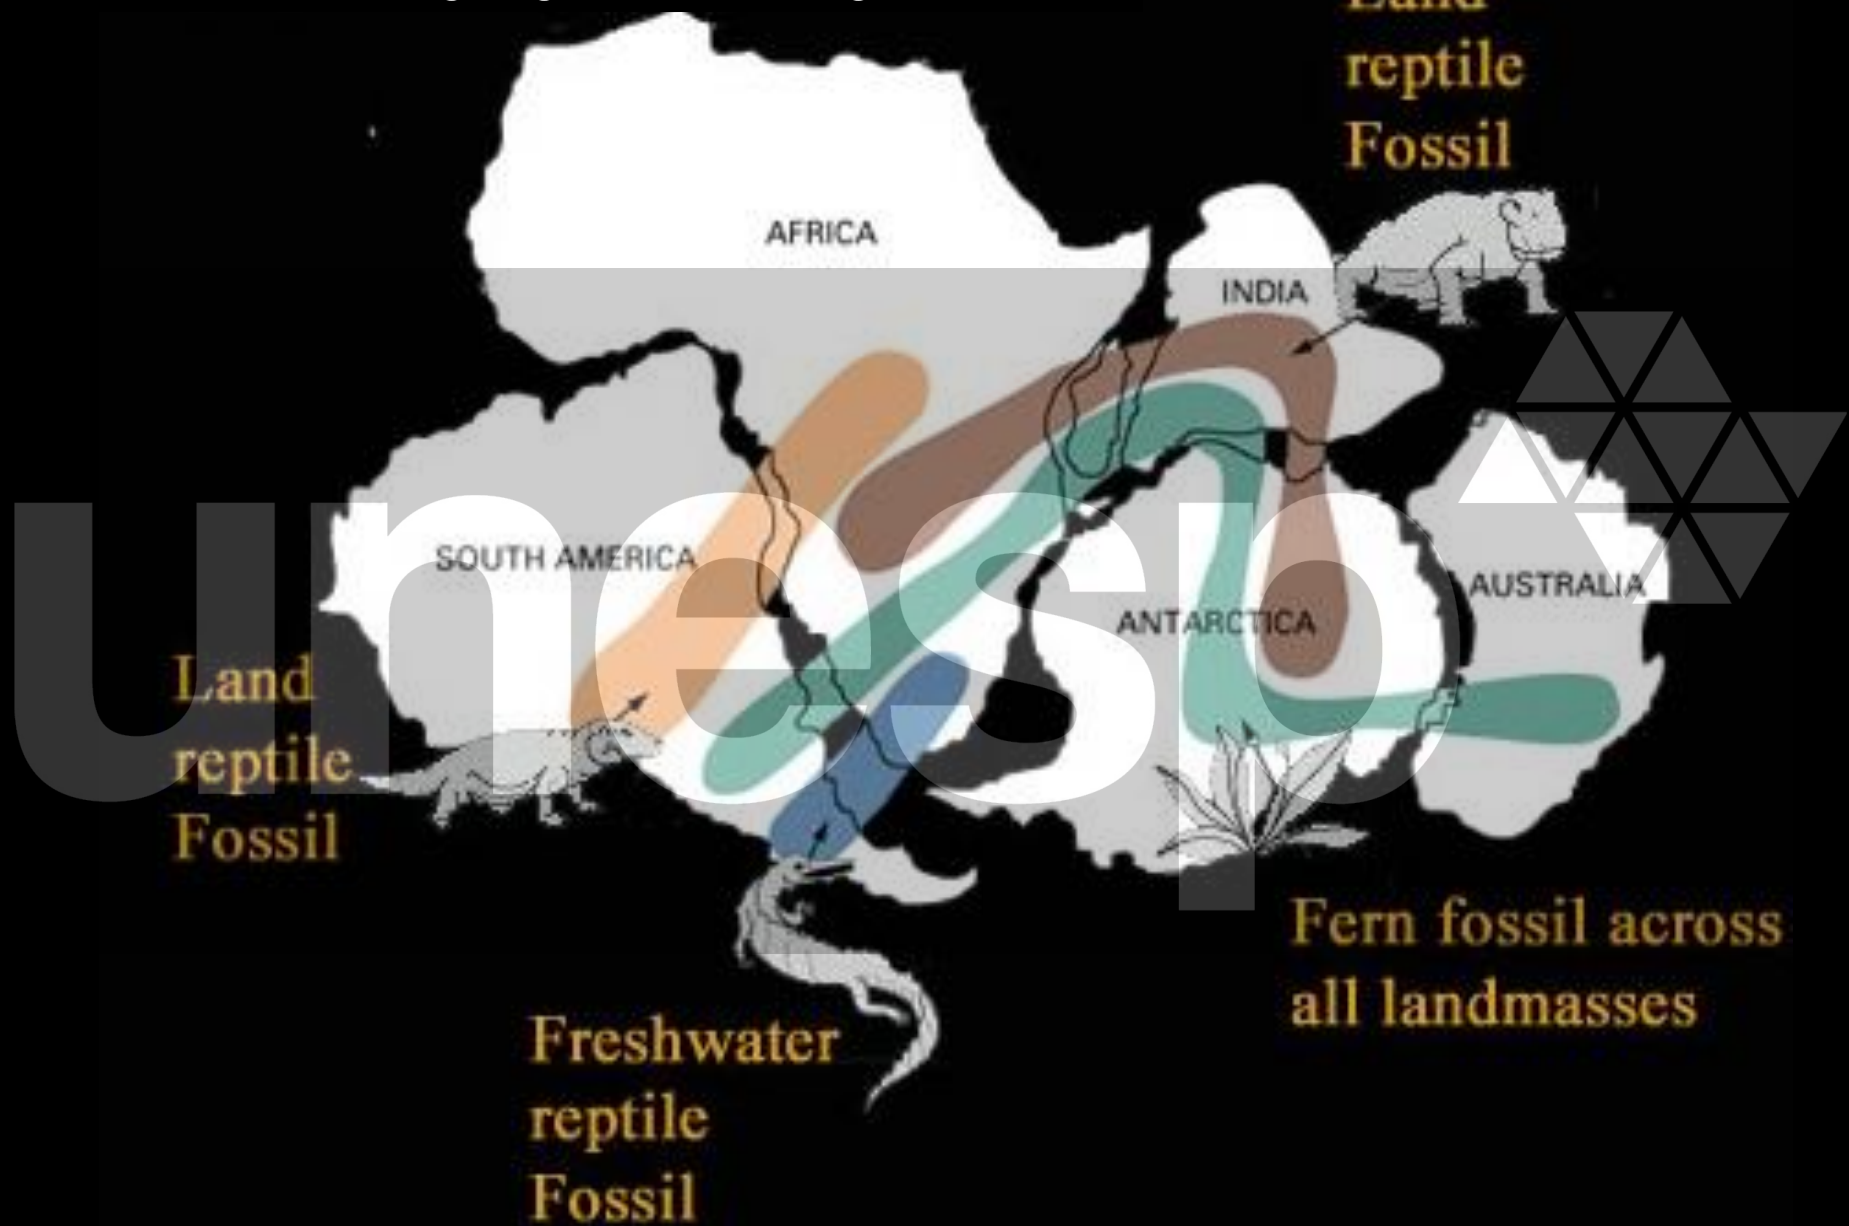 Land
reptile
Fossil
AFRICA
INDIA
SOUTH AMERICA
AUSTRALIA
ANTARCTICA
unesp
Land
reptile
Fossil
Fern fossil across
all landmasses
Freshwater
reptile
Fossil